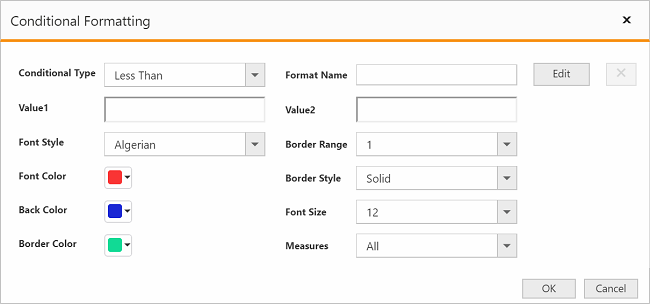 Conditional Formatting
Conditional Type Less Than Format Name Edit
Value1 Value2
Font Style Algerian Border Range 1
Font Color Border Style Solid
Back Color Font Size 12
Border Color Measures All
OK Cancel